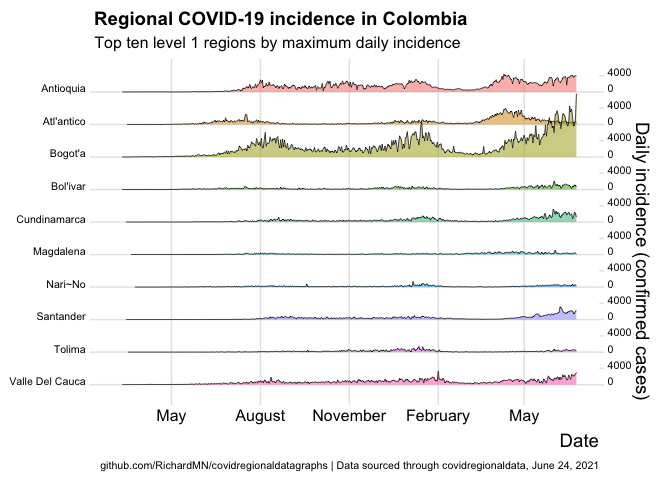 Regional COVID-19 incidence in Colombia
Top ten level 1 regions by maximum daily incidence
Antioquia
4000
0
Atl'antico
4000
0
Bogot'a
4000
0
Bol'ivar
4000
0
Cundinamarca
4000
0
Magdalena
4000
0
Nari~No
4000
0
Santander
4000
0
Tolima
4000
0
Valle Del Cauca
4000
0
Daily incidence (confirmed cases)
May August November February May
Date
github.com/RichardMN/covidregionaldatagraphs | Data sourced through covidregionaldata, June 24, 2021